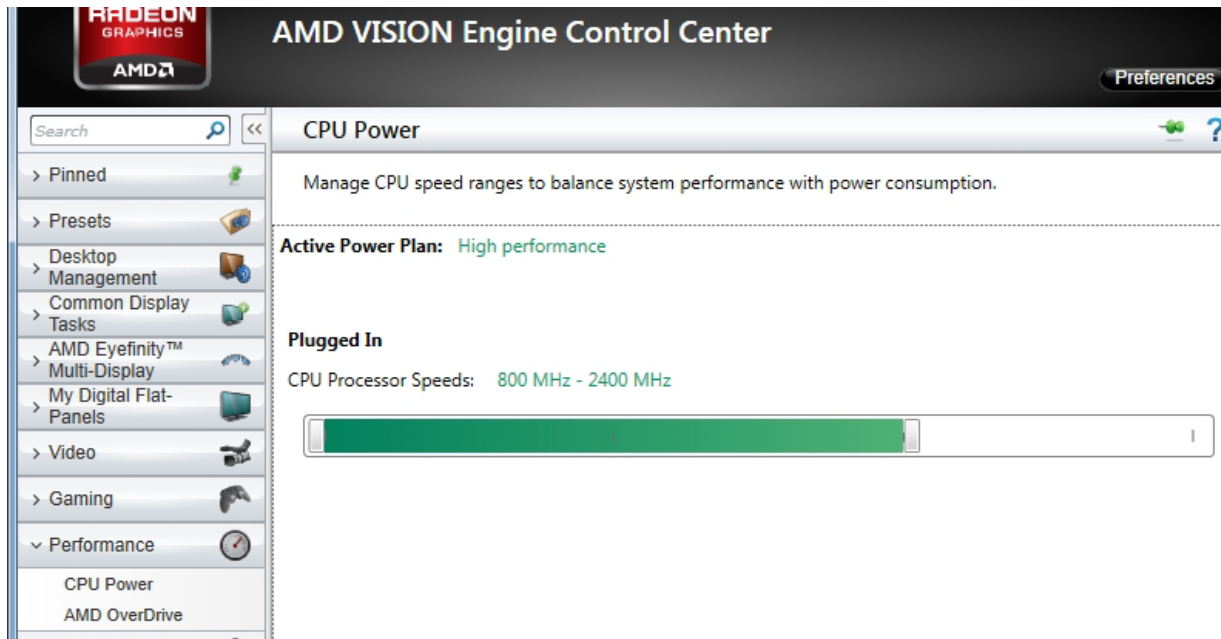 RADEON
GRAPHICS
AMD
AMD VISION Engine Control Center
Preferences
Search
<<
CPU Power
?
Pinned
Manage CPU speed ranges to balance system performance with power consumption.
Presets
Active Power Plan: High performance
Desktop
Management
Common Display
Tasks
AMD Eyefinity™
Multi-Display
My Digital Flat-
Panels
Video
Gaming
Performance
CPU Power
AMD OverDrive
Plugged In
CPU Processor Speeds: 800 MHz - 2400 MHz